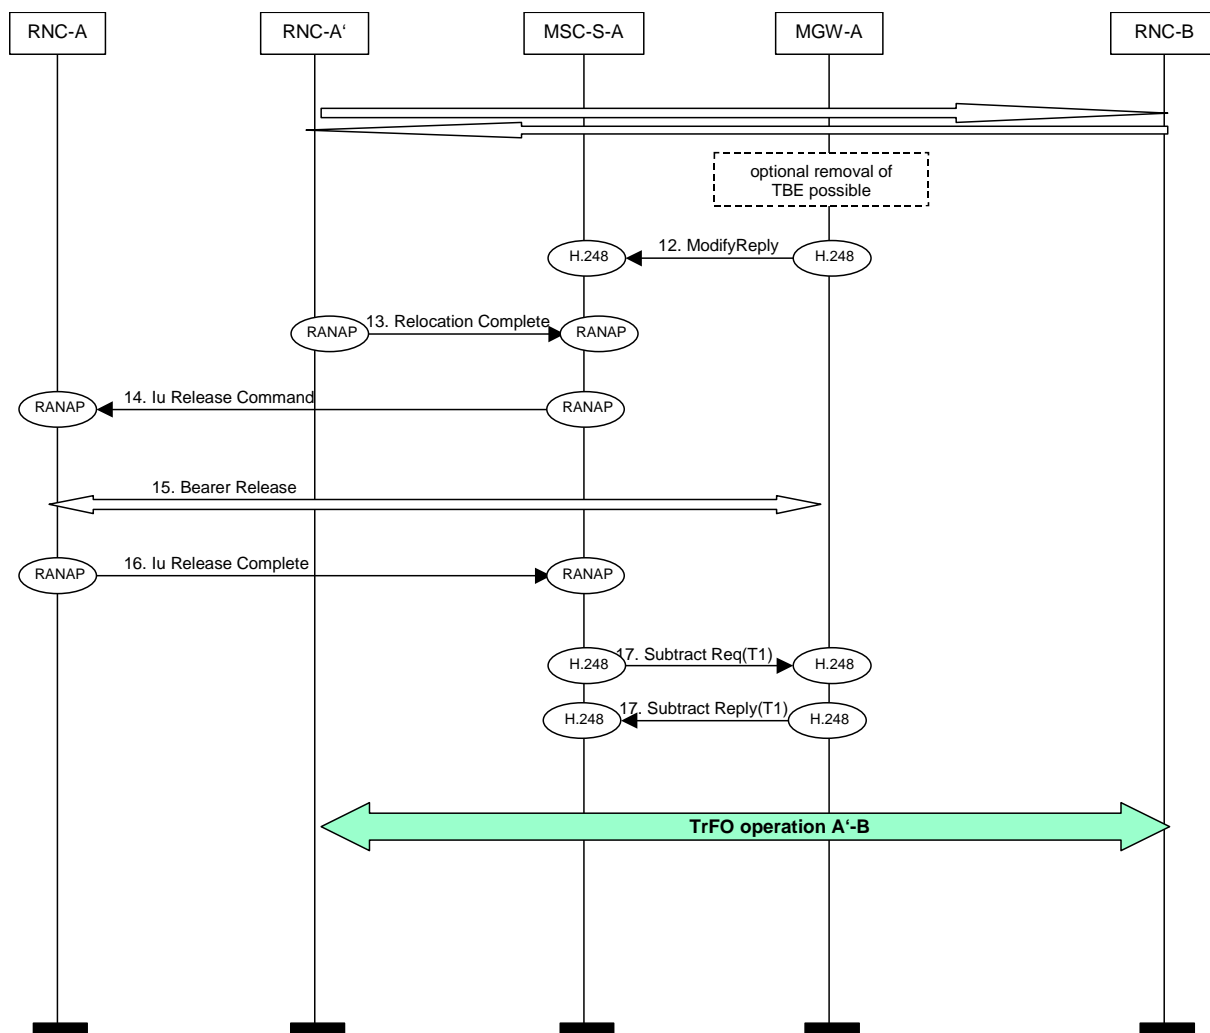 RNC-A
RNC-A‘
MSC-S-A
MGW-A
RNC-B
optional removal of
TBE possible
H.248
12. ModifyReply
H.248
RANAP
13. Relocation Complete
RANAP
RANAP
14. Iu Release Command
RANAP
15. Bearer Release
RANAP
16. Iu Release Complete
RANAP
H.248
17. Subtract Req(T1)
H.248
H.248
17. Subtract Reply(T1)
H.248
TrFO operation A‘-B